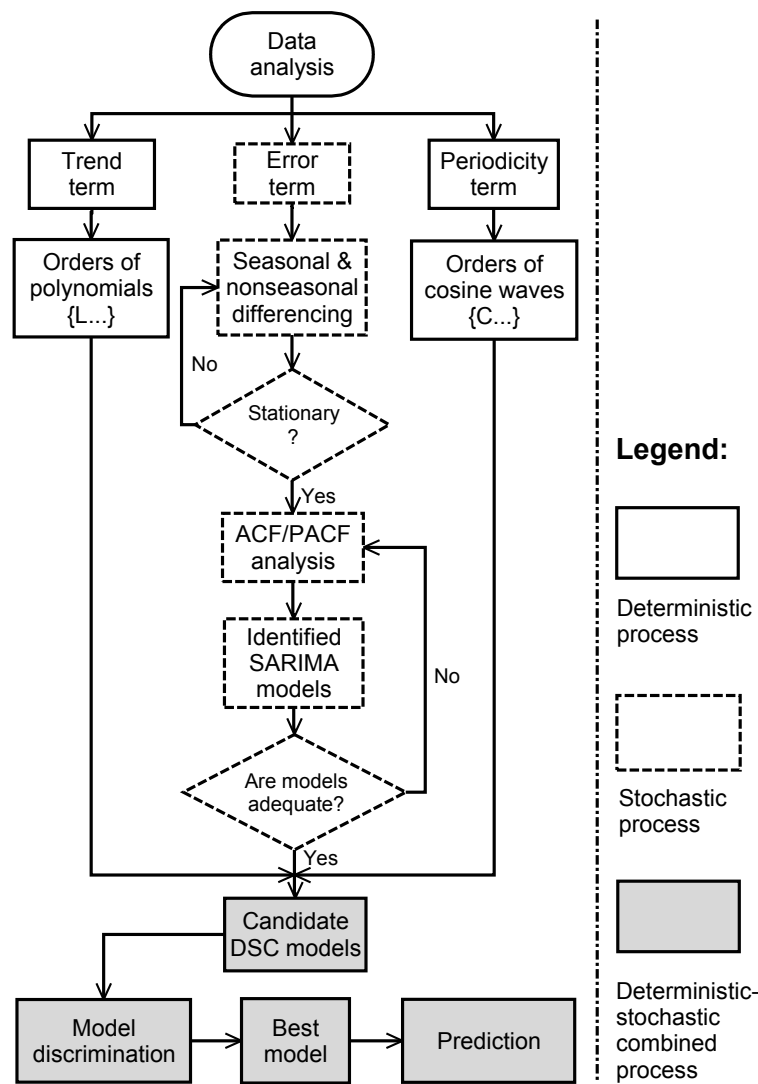 Data
analysis
Trend
term
Error
term
Periodicity
term
Orders of
polynomials
{L...}
Seasonal &
nonseasonal
differencing
Orders of
cosine waves
{C...}
No
Stationary
?
Yes
ACF/PACF
analysis
Identified
SARIMA
models
No
Are models
adequate?
Yes
Candidate
DSC models
Model
discrimination
Best
model
Prediction
Legend:
Deterministic
process
Stochastic
process
Deterministic-
stochastic
combined
process